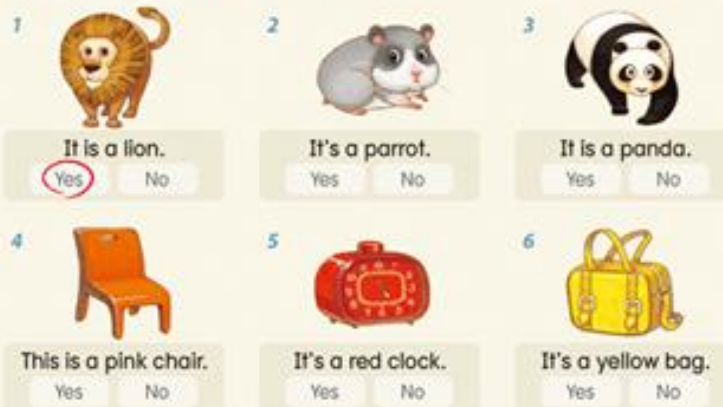 1
It is a lion.
Yes No
2
It's a parrot.
Yes No
3
It is a panda.
Yes No
4
This is a pink chair.
Yes No
5
It's a red clock.
Yes No
6
It's a yellow bag.
Yes No